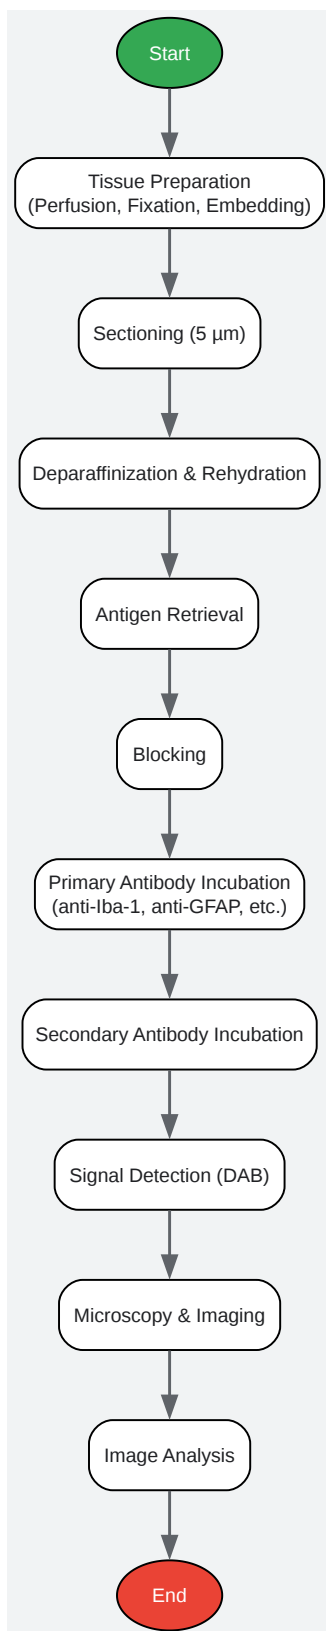 Start
Tissue Preparation
(Perfusion, Fixation, Embedding)
Sectioning (5 µm)
Deparaffinization & Rehydration
Antigen Retrieval
Blocking
Primary Antibody Incubation
(anti-Iba-1, anti-GFAP, etc.)
Secondary Antibody Incubation
Signal Detection (DAB)
Microscopy & Imaging
Image Analysis
End